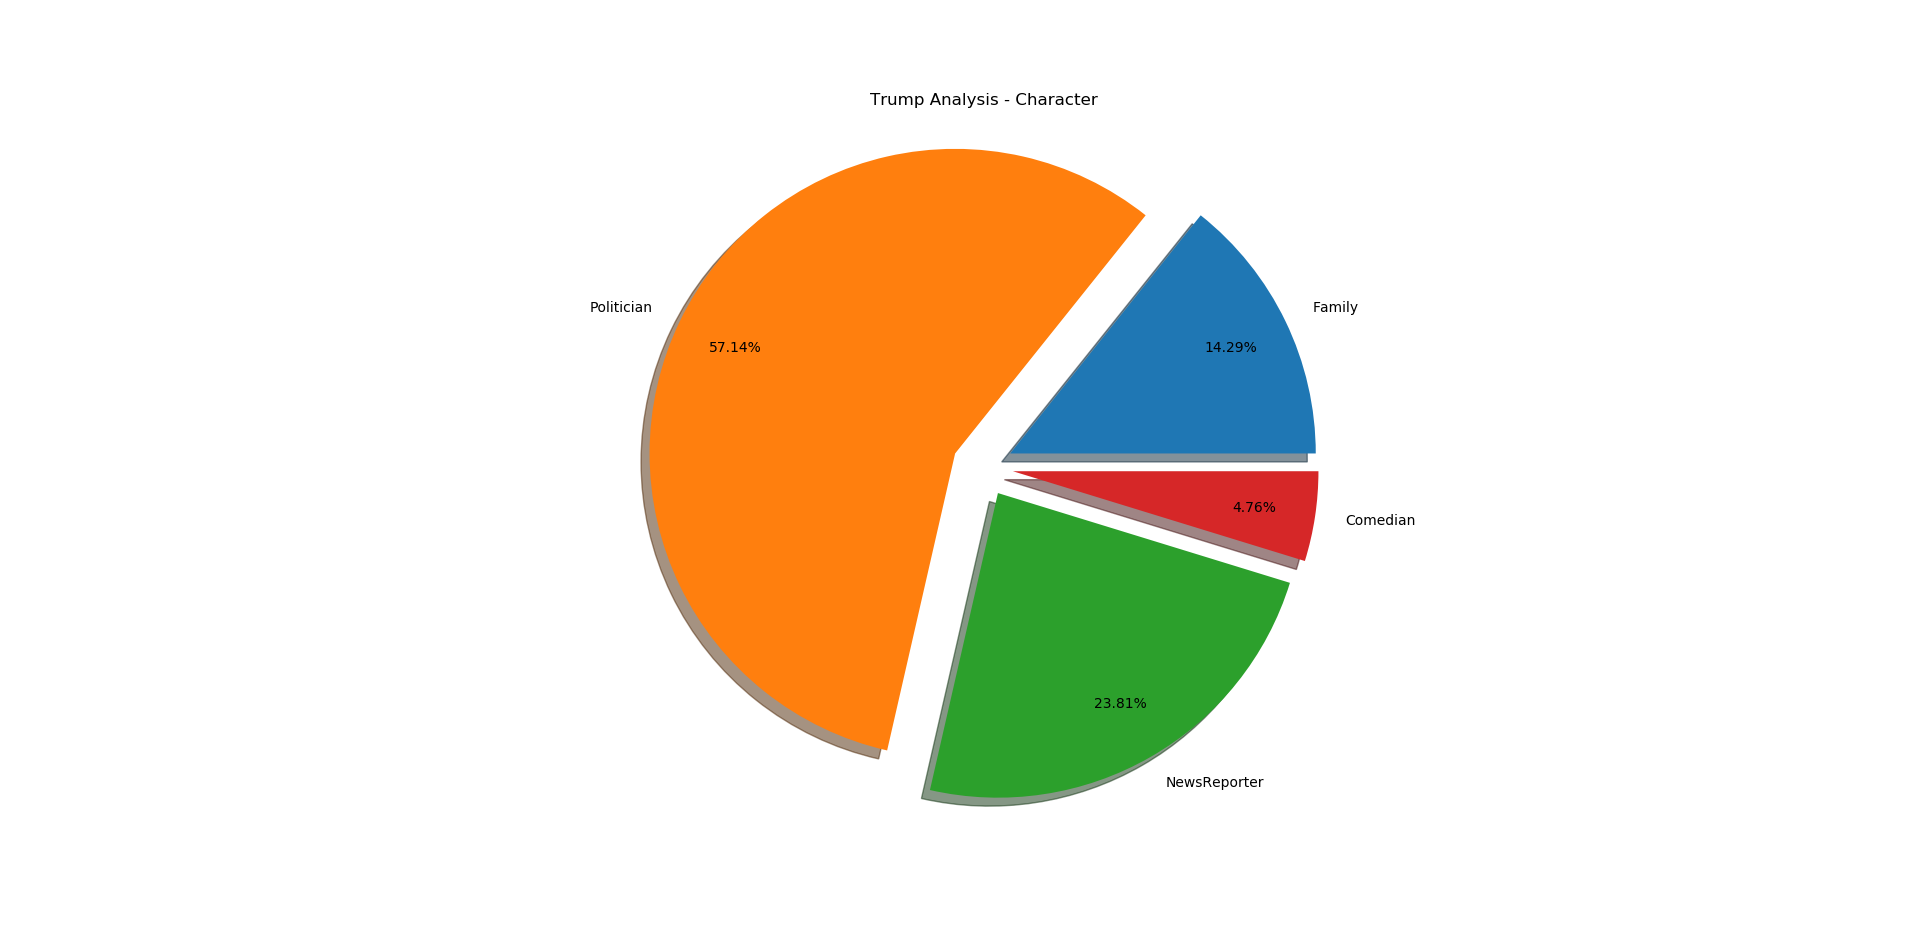 Trump Analysis - Character
Politician
57.14%
Family
14.29%
4.76%
Comedian
23.81%
NewsReporter